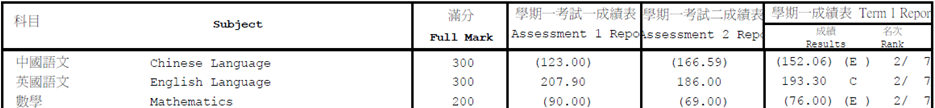 科目 Subject 滿分 Full Mark 學期一考試一成績表 Assessment 1 Repo 學期一考試二成績表 Assessment 2 Repo 學期一成績表 Term 1 Repor
成績 Results 名次 Rank
中國語文 Chinese Language 300 (123.00) (166.59) (152.06) (E ) 2/ 7
英國語文 English Language 300 207.90 186.00 193.30 C 2/ 7
數學 Mathematics 200 (90.00) (69.00) (76.00) (E ) 2/ 7